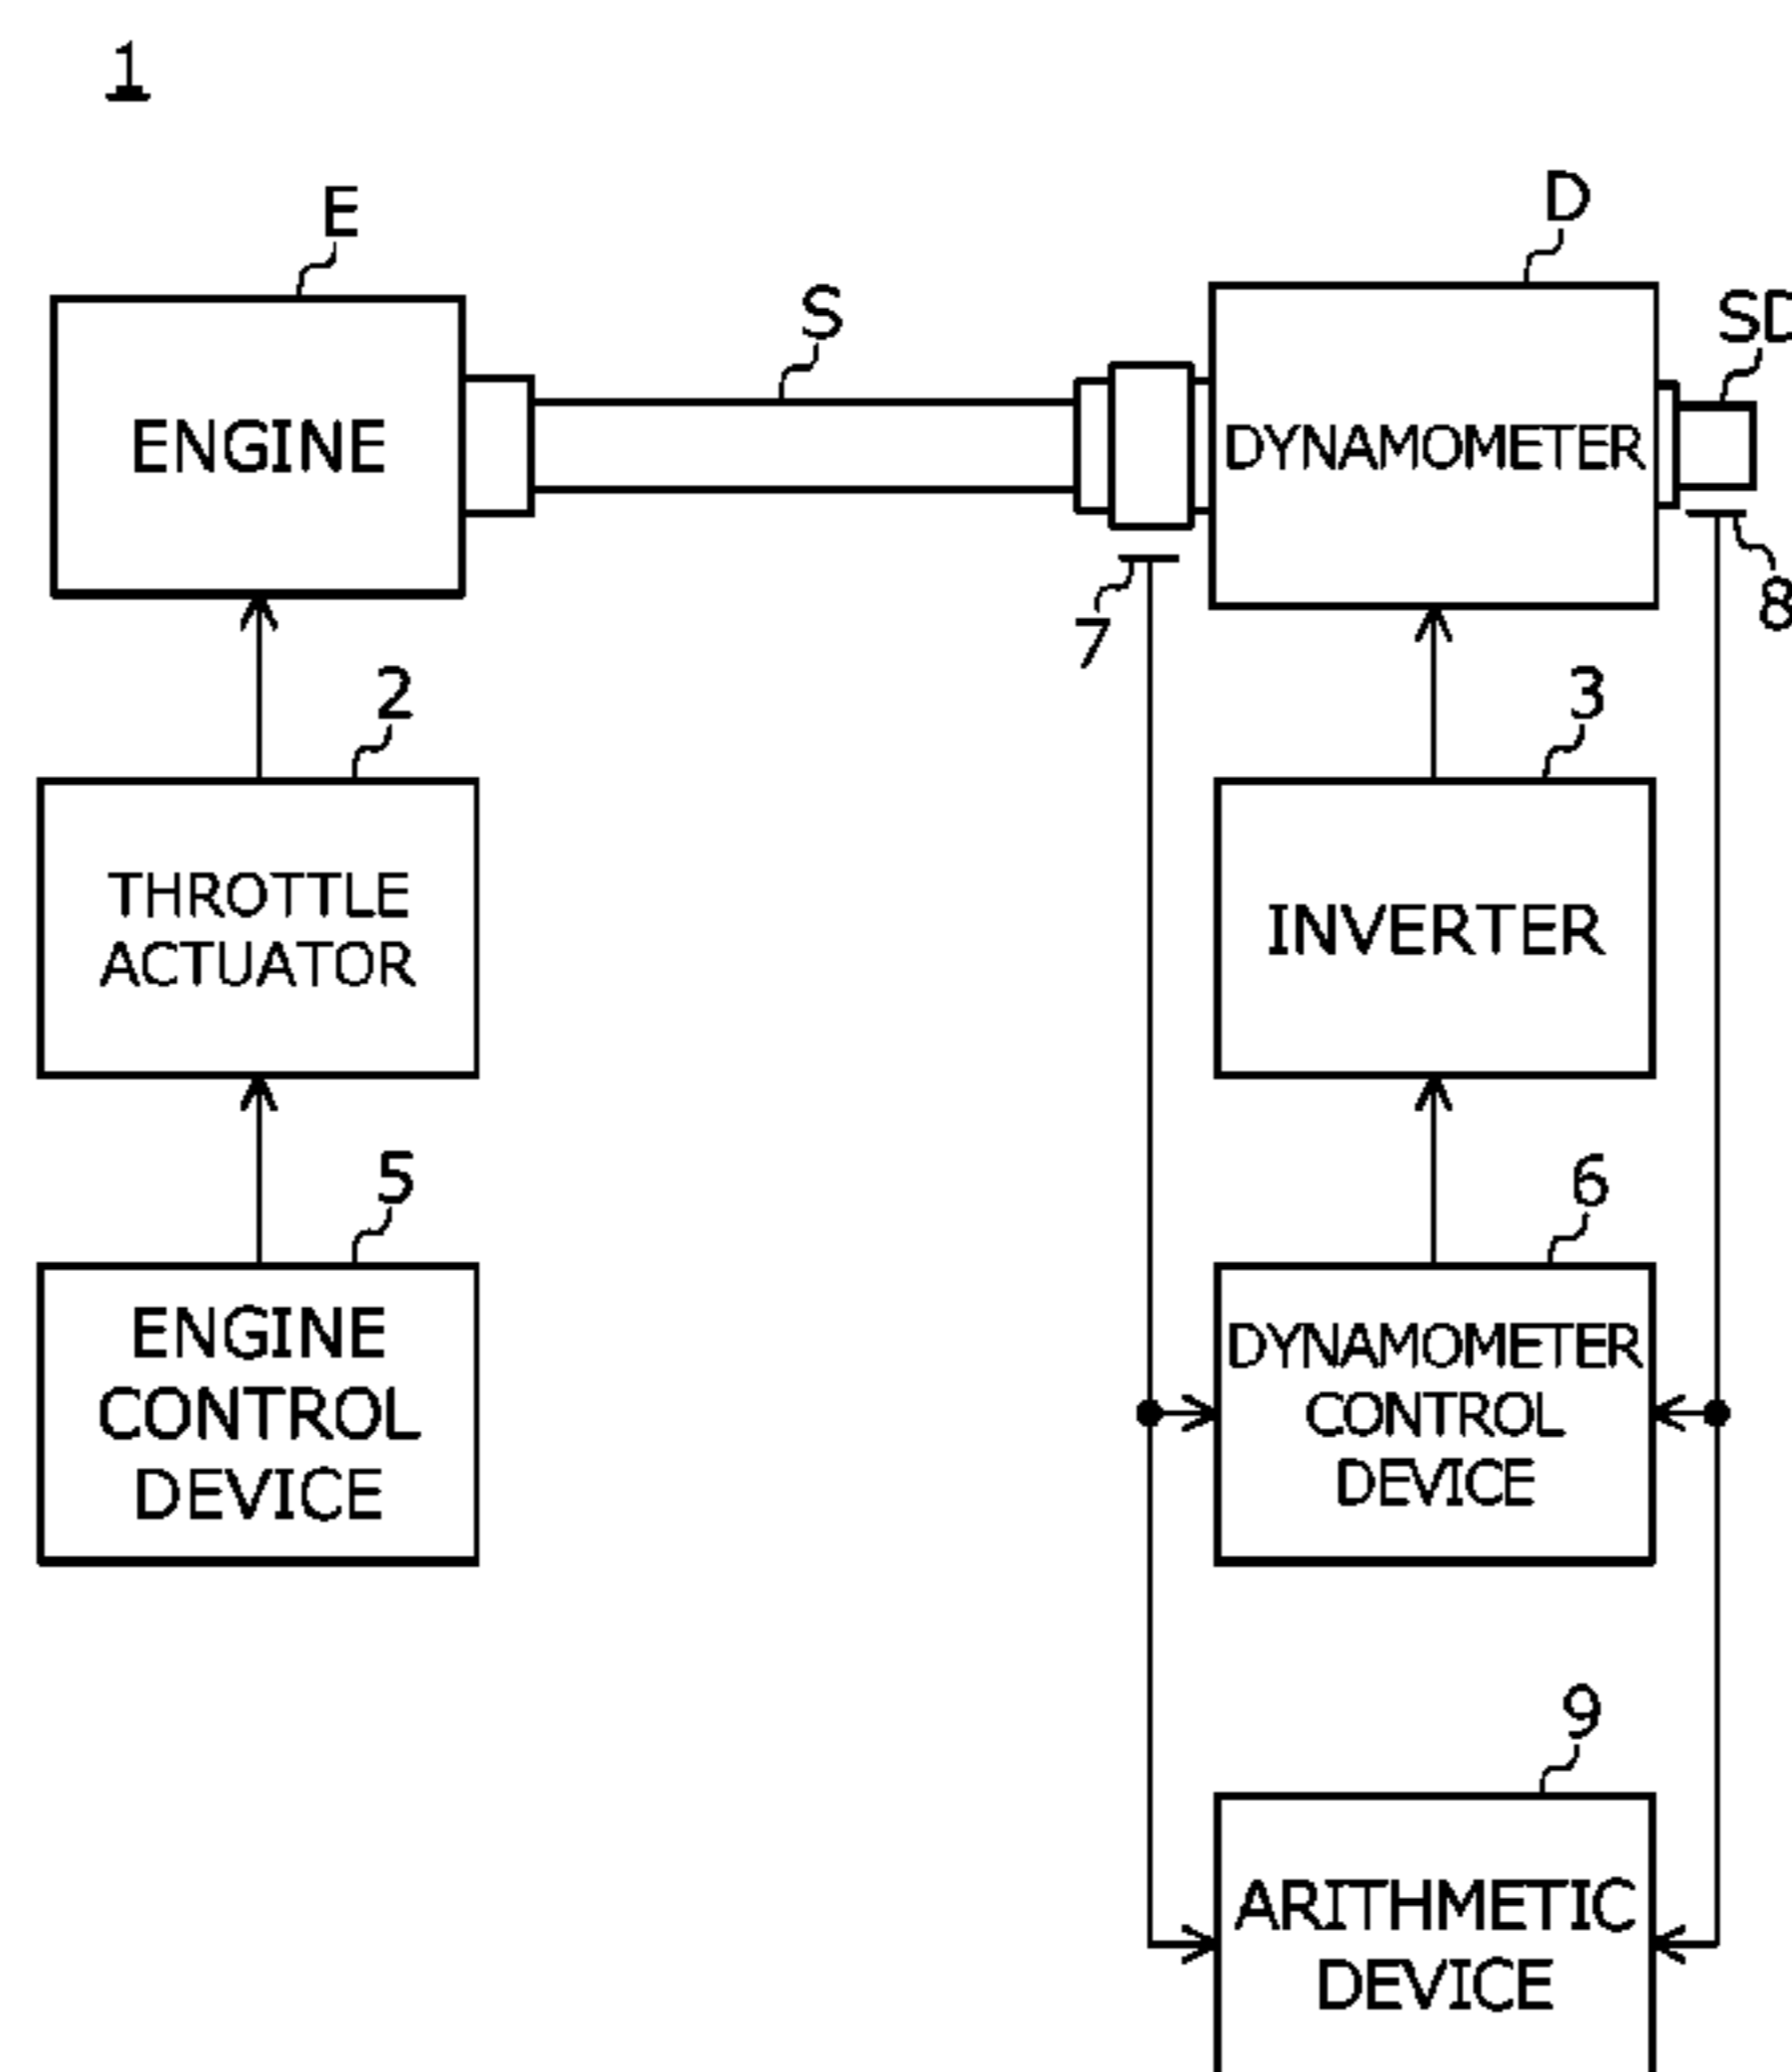 1
E
D
S
SD
ENGINE
DYNAMOMETER
7
8
2
3
THROTTLE
ACTUATOR
INVERTER
5
6
ENGINE
CONTROL
DEVICE
DYNAMOMETER
CONTROL
DEVICE
9
ARITHMETIC
DEVICE